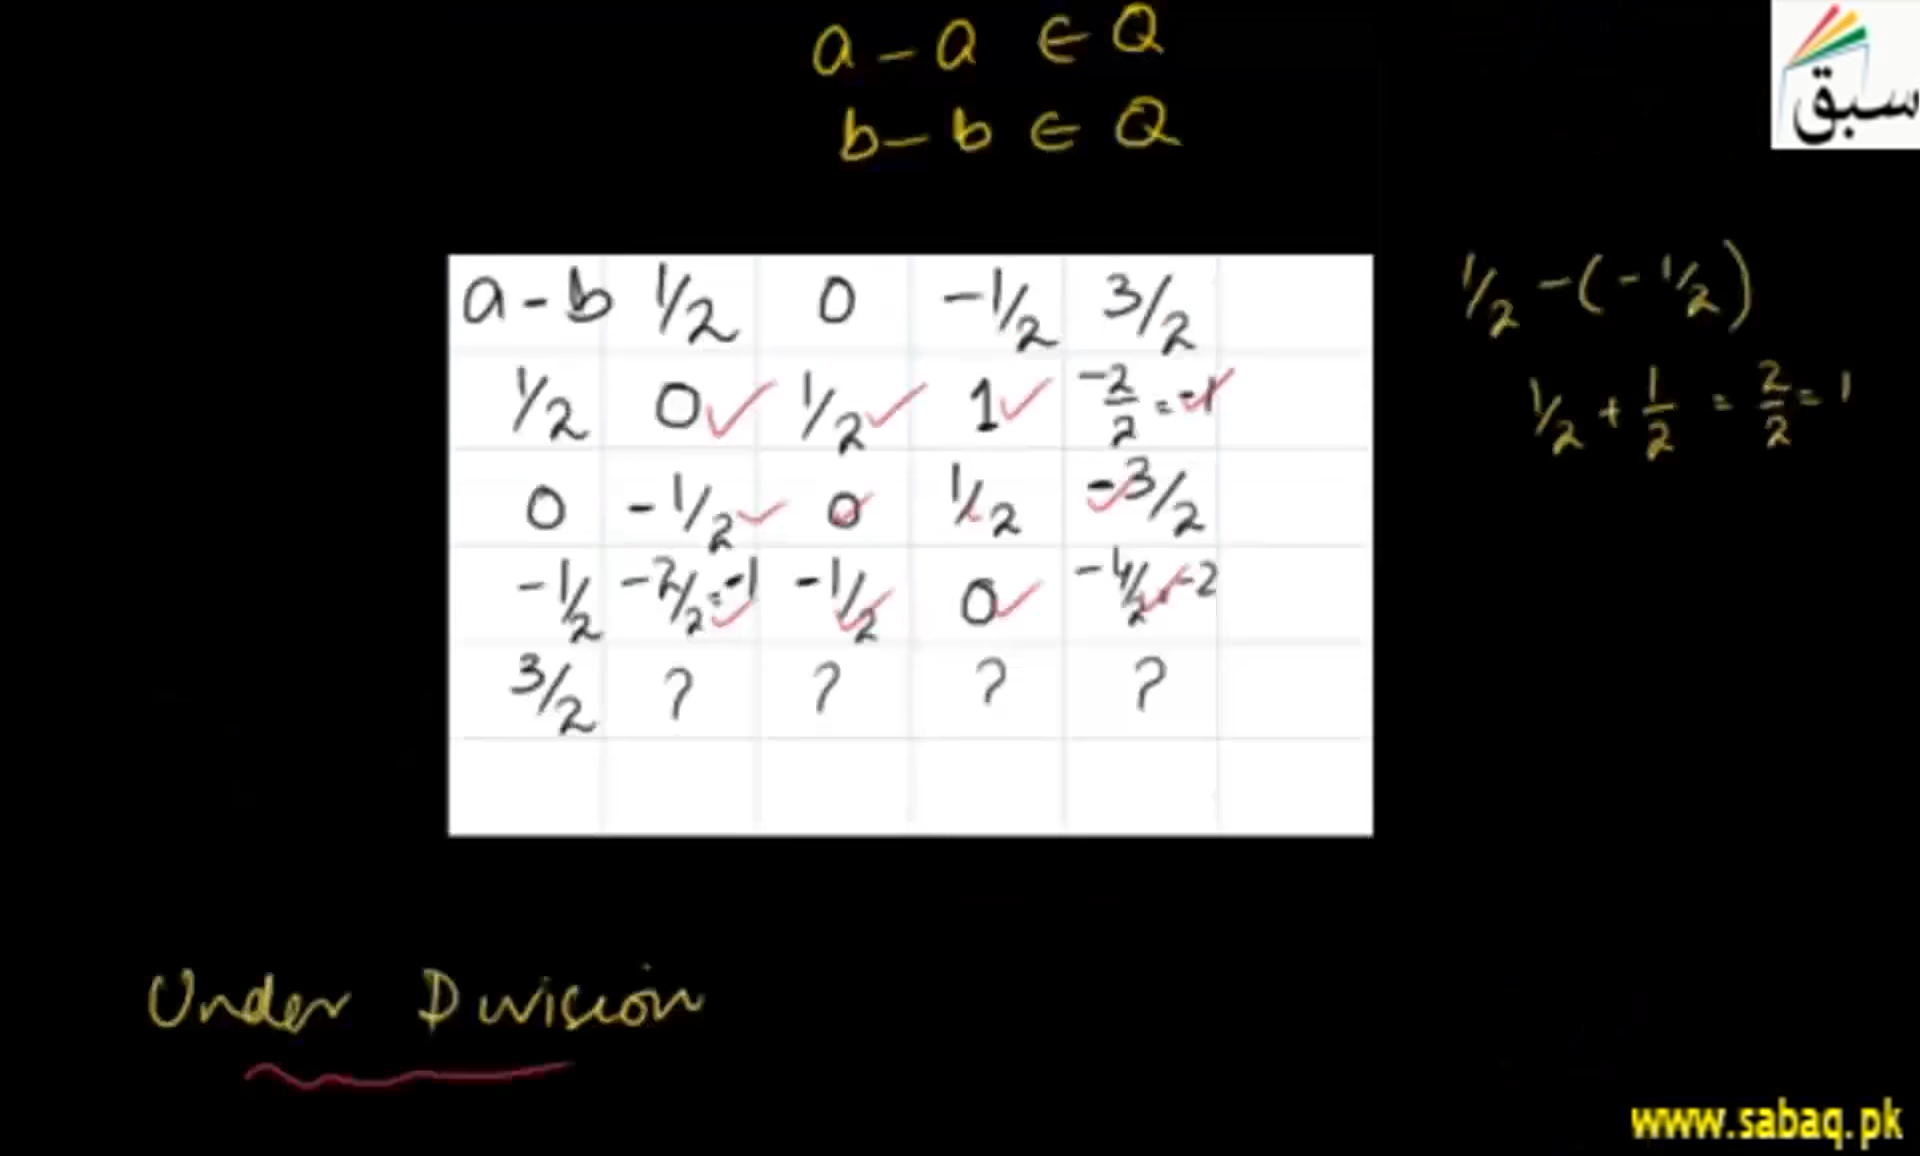 a - a ∈ Q
b - b ∈ Q
سبق
a - b 1/2 0 -1/2 3/2
1/2 0 1/2 1 -2/2 = -1
0 -1/2 0 1/2 -3/2
-1/2 -2/2 = -1 -1/2 0 -4/2 = -2
3/2 ? ? ? ?
1/2 - (- 1/2)
1/2 + 1/2 = 2/2 = 1
Under Division
www.sabaq.pk